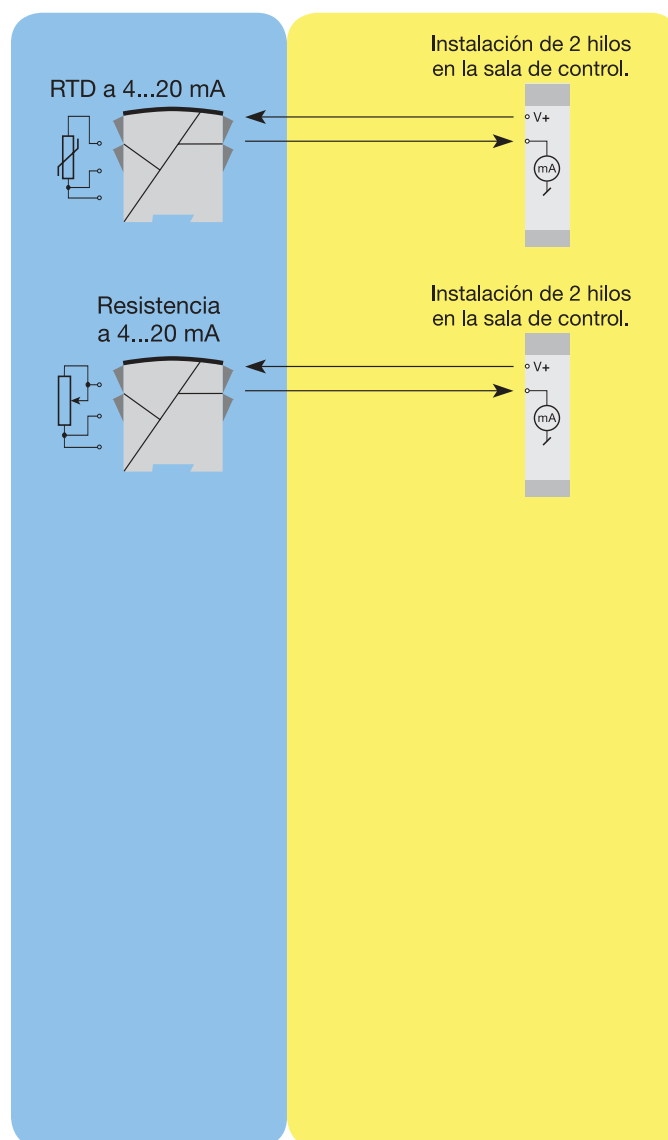 Instalación de 2 hilos
en la sala de control.
RTD a 4...20 mA
V+
mA
Resistencia
a 4...20 mA
Instalación de 2 hilos
en la sala de control.
V+
mA